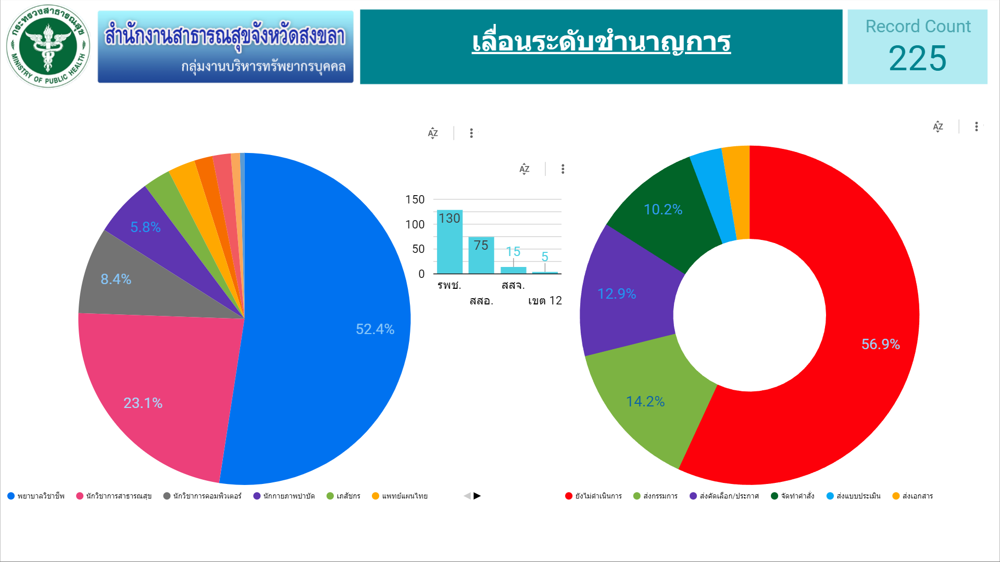 กระทรวงสาธารณสุข
MINISTRY OF PUBLIC HEALTH
สำนักงานสาธารณสุขจังหวัดสงขลา
กลุ่มงานบริหารทรัพยากรบุคคล
เลื่อนระดับชำนาญการ
Record Count
225
AZ
AZ
AZ
52.4%
23.1%
8.4%
5.8%
พยาบาลวิชาชีพ นักวิชาการสาธารณสุข นักวิชาการคอมพิวเตอร์ นักกายภาพบำบัด เภสัชกร แพทย์แผนไทย
150
100
50
0
130
75
15
5
รพช. สสจ.
สสอ. เขต 12
10.2%
12.9%
56.9%
14.2%
ยังไม่ดำเนินการ ส่งกรรมการ ส่งคัดเลือก/ประกาศ จัดทำคำสั่ง ส่งแบบประเมิน ส่งเอกสาร